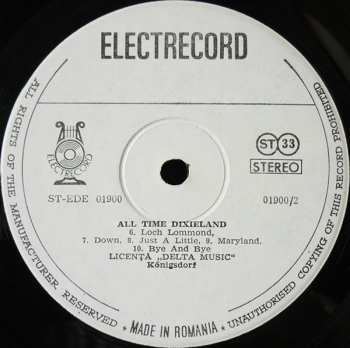 ELECTRECORD
ALL RIGHTS OF THE MANUFACTURER. RESERVED
UNAUTHORISED COPYING OF THIS RECORD PROHIBITED
ELECTRECORD
ST 33
STEREO
ST-EDE 01900
01900/2
ALL TIME DIXIELAND
6. Loch Lommond,
7. Down, 8. Just A Little, 9. Maryland,
10. Bye And Bye
LICENȚA „DELTA MUSIC“
Königsdorf
MADE IN ROMANIA